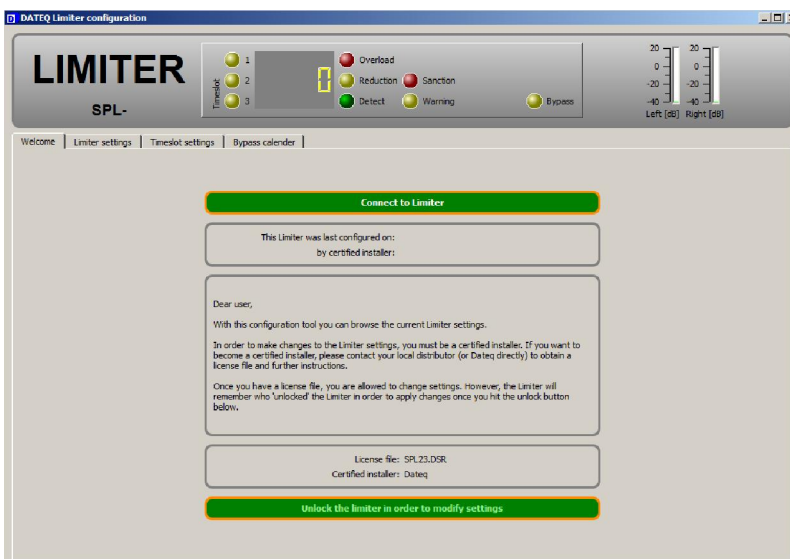 DATEQ Limiter configuration
LIMITER
SPL-
Timeslot
1
2
3
0
Overload
Reduction
Sanction
Detect
Warning
Bypass
20
0
-20
-40
Left [dB]
20
0
-20
-40
Right [dB]
Welcome
Limiter settings
Timeslot settings
Bypass calender
Connect to Limiter
This Limiter was last configured on:
by certified installer:
Dear user,
With this configuration tool you can browse the current Limiter settings.
In order to make changes to the Limiter settings, you must be a certified installer. If you want to
become a certified installer, please contact your local distributor (or Dateq directly) to obtain a
license file and further instructions.
Once you have a license file, you are allowed to change settings. However, the Limiter will
remember who 'unlocked' the Limiter in order to apply changes once you hit the unlock button
below.
License file: SPL23.DSR
Certified installer: Dateq
Unlock the limiter in order to modify settings